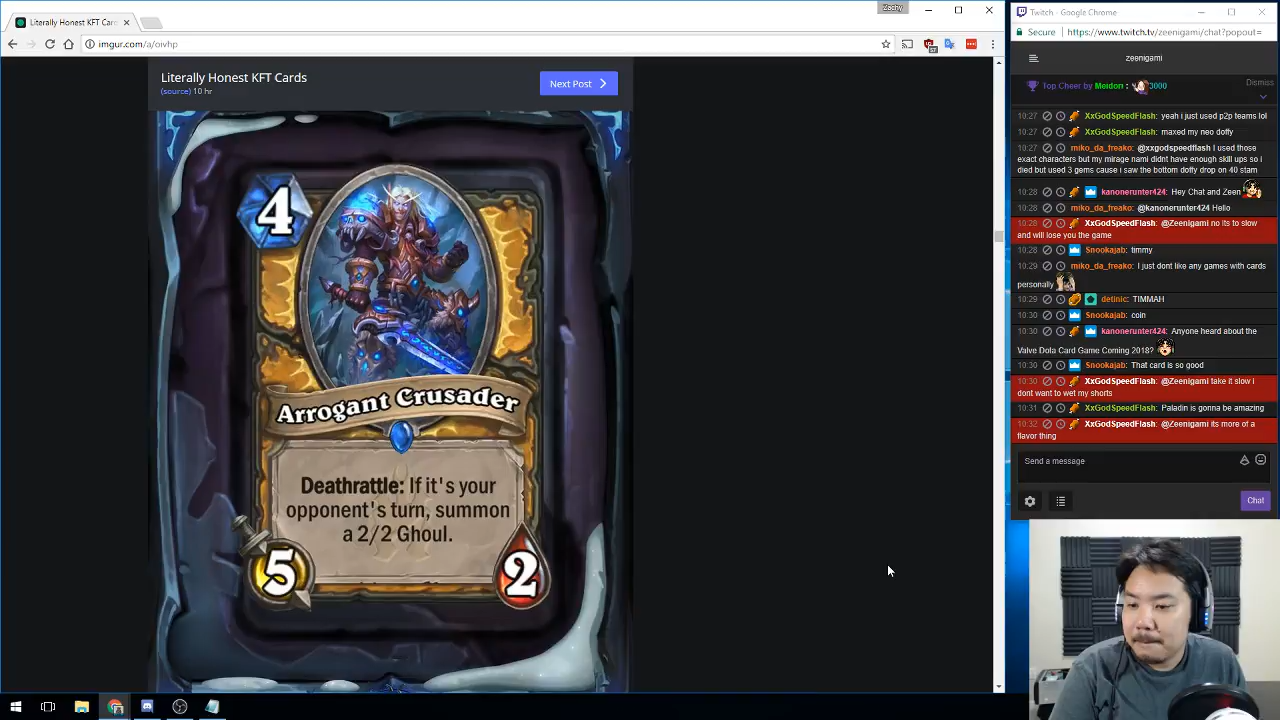 Literally Honest KFT Card
Zachy
imgur.com/a/oivhp
Literally Honest KFT Cards
(source) 10 hr
Next Post
4
Arrogant Crusader
Deathrattle: If it's your
opponent's turn, summon
a 2/2 Ghoul.
5
2
Twitch - Google Chrome
Secure https://www.twitch.tv/zeenigami/chat?popout=
zeenigami
Top Cheer by Meidon : 3000
Dismiss
10:27 XxGodSpeedFlash: yeah i just used p2p teams lol
10:27 XxGodSpeedFlash: maxed my neo doffy
10:27 miko_da_freako: @xxgodspeedflash I used those
exact characters but my mirage nami didnt have enough skill ups so i
died but used 3 gems cause i saw the bottom dofty drop on 40 stam
10:28 kanonerunter424: Hey Chat and Zeen
10:28 miko_da_freako: @kanonerunter424 Hello
10:28 XxGodSpeedFlash: @Zeenigami no its to slow
and will lose you the game
10:28 Snookajab: timmy
10:29 miko_da_freako: I just dont like any games with cards
personally
10:29 detinic: TIMMAH
10:30 Snookajab: coin
10:30 kanonerunter424: Anyone heard about the
Valve Dola Card Game Coming 2018?
10:30 Snookajab: That card is so good
10:30 XxGodSpeedFlash: @Zeenigami take it slow i
dont want to wet my shorts
10:31 XxGodSpeedFlash: Paladin is gonna be amazing
10:32 XxGodSpeedFlash: @Zeenigami its more of a
flavor thing
Send a message
Chat